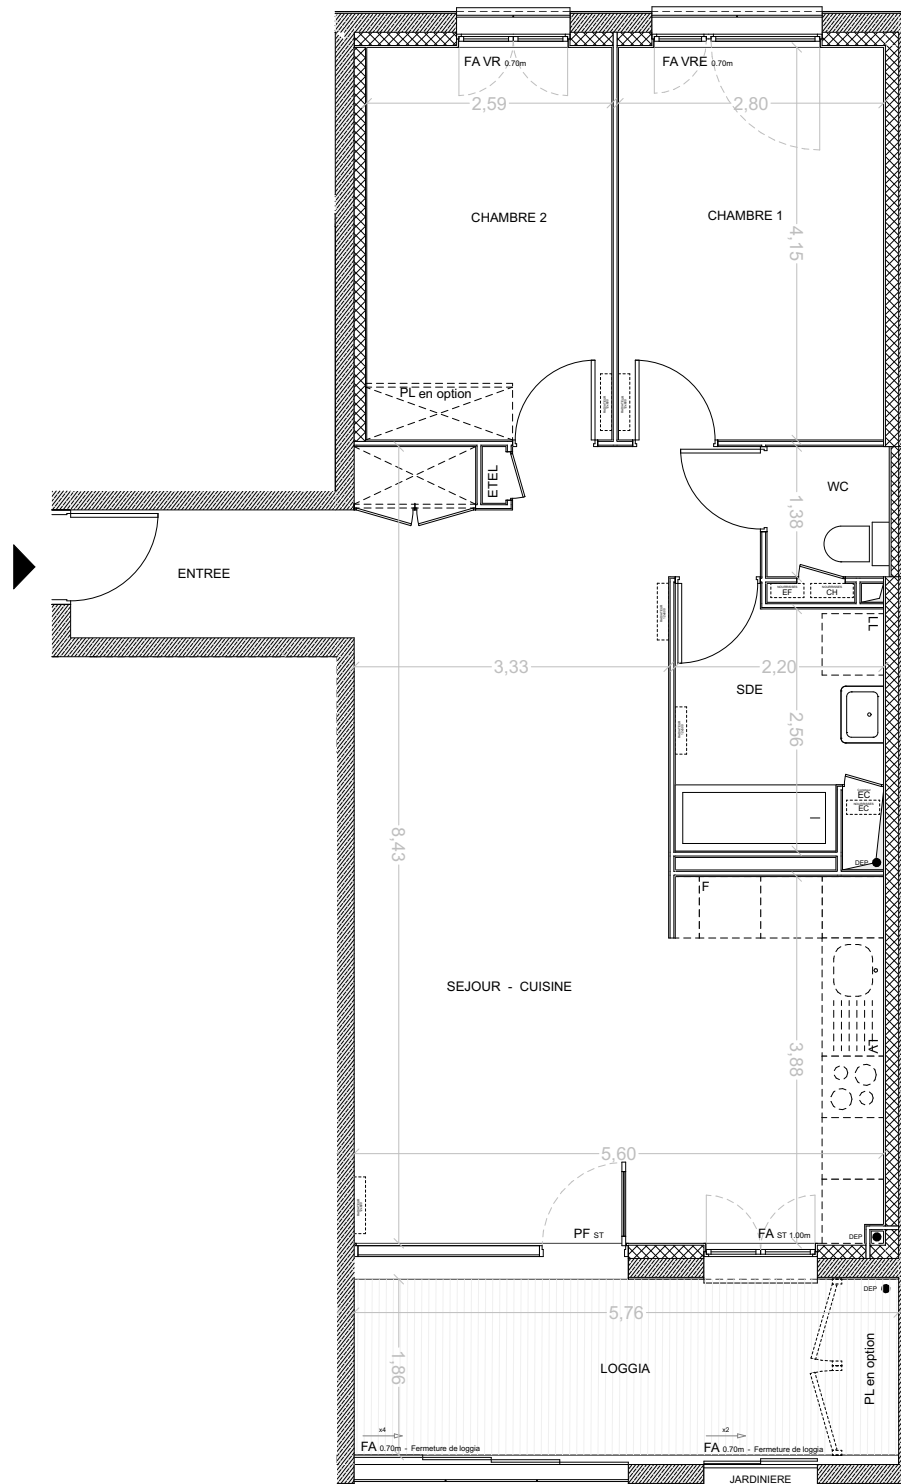 FA VR 0.70m
FA VRE 0.70m
2,59
2,80
CHAMBRE 2
CHAMBRE 1
4,15
PL en option
ETEL
WC
1,38
ENTREE
EF
CH
LL
3,33
2,20
SDE
2,56
EC
EC
8,43
DEP
F
SEJOUR - CUISINE
LV
3,88
5,60
PF ST
FA ST 1.00m
DEP
DEP
5,76
1,86
LOGGIA
PL en option
x4
x2
FA 0.70m - Fermeture de loggia
FA 0.70m - Fermeture de loggia
JARDINIERE